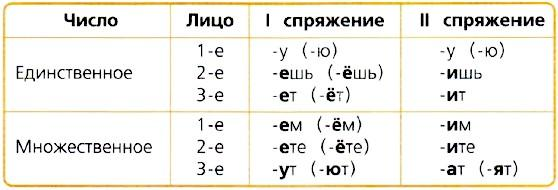 Число Лицо I спряжение II спряжение
1-е -у (-ю) -у (-ю)
Единственное 2-е -ешь (-ёшь) -ишь
3-е -ет (-ёт) -ит
1-е -ем (-ём) -им
Множественное 2-е -ете (-ёте) -ите
3-е -ут (-ют) -ат (-ят)